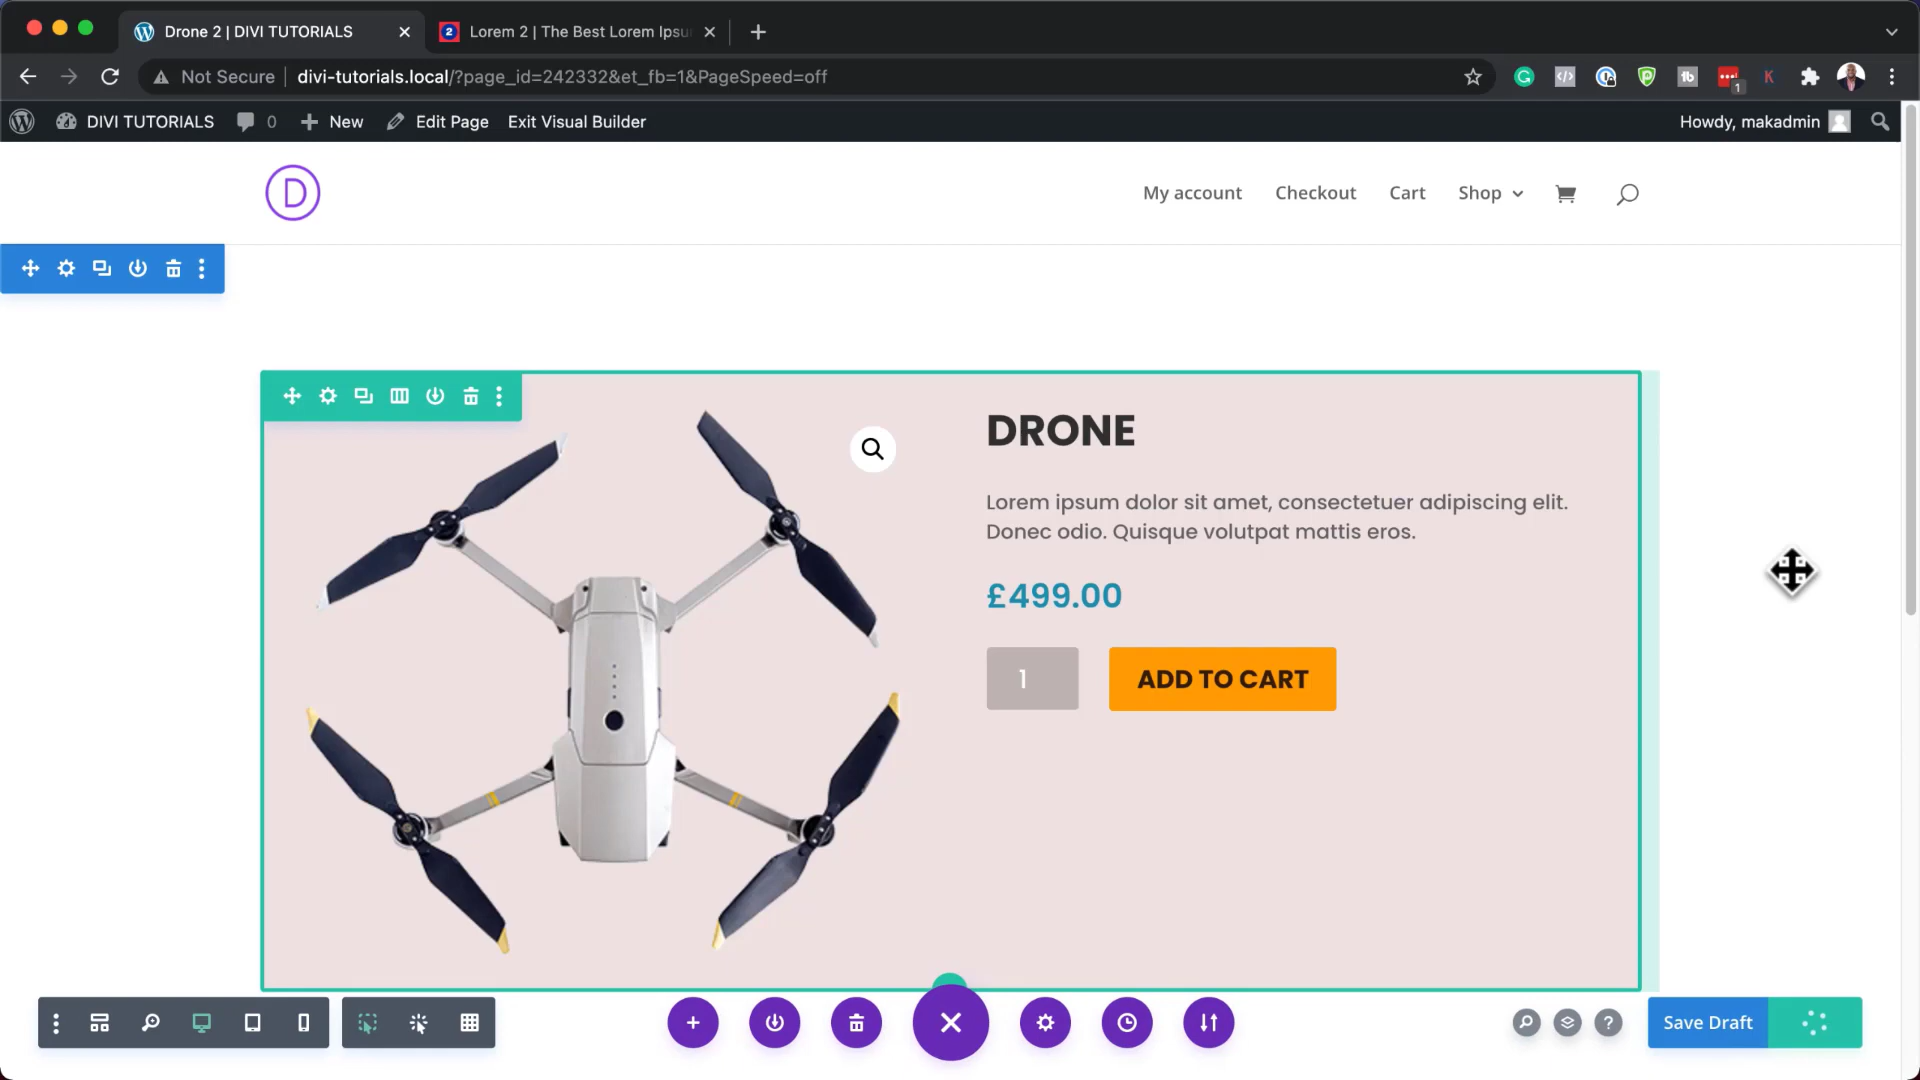 Drone 2 | DIVI TUTORIALS
2 Lorem 2 | The Best Lorem Ipsu
Not Secure divi-tutorials.local/?page_id=242332&et_fb=1&PageSpeed=off
1
DIVI TUTORIALS 0 New Edit Page Exit Visual Builder Howdy, makadmin
D My account Checkout Cart Shop
DRONE
Lorem ipsum dolor sit amet, consectetuer adipiscing elit.
Donec odio. Quisque volutpat mattis eros.
£499.00
1 ADD TO CART
Save Draft